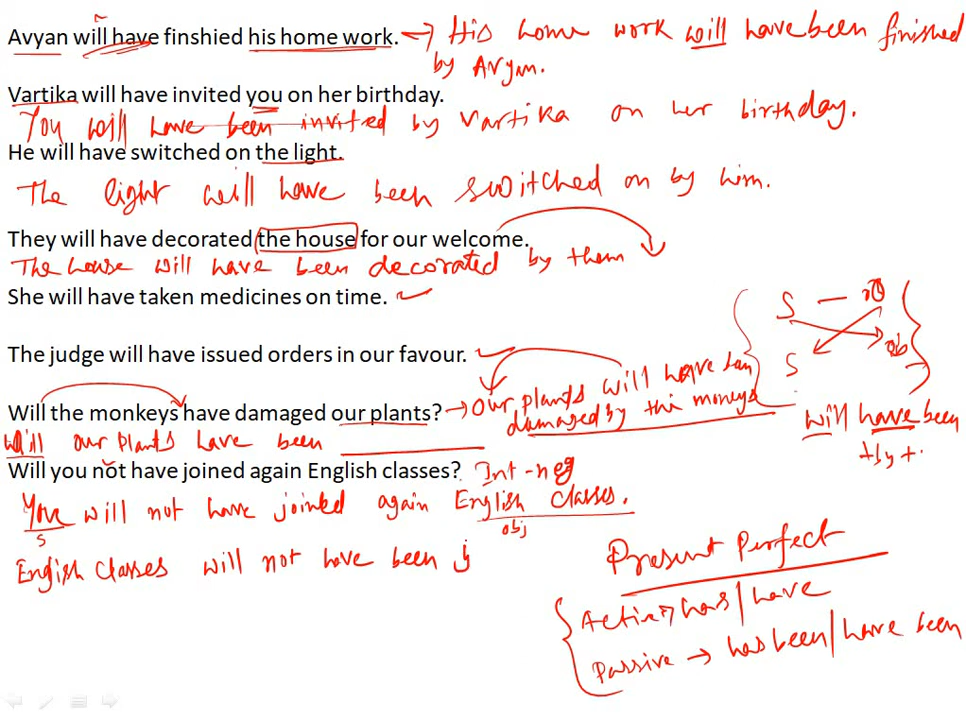 Avyan will have finshied his home work. → His home work will have been finished
by Avyan.
Vartika will have invited you on her birthday.
You will have been invited by Vartika on her birthday.
He will have switched on the light.
The light will have been switched on by him.
They will have decorated the house for our welcome.
The house will have been decorated by them
She will have taken medicines on time.
S — O
The judge will have issued orders in our favour.
S ob
Will the monkeys have damaged our plants? → Our plants will have been
damaged by the moneys
will have been
+by+.
Will our plants have been
Will you not have joined again English classes? Int-neg
You will not have joined again English classes.
S obj
English classes will not have been j
Present Perfect
Active → has/have
Passive → has been/have been